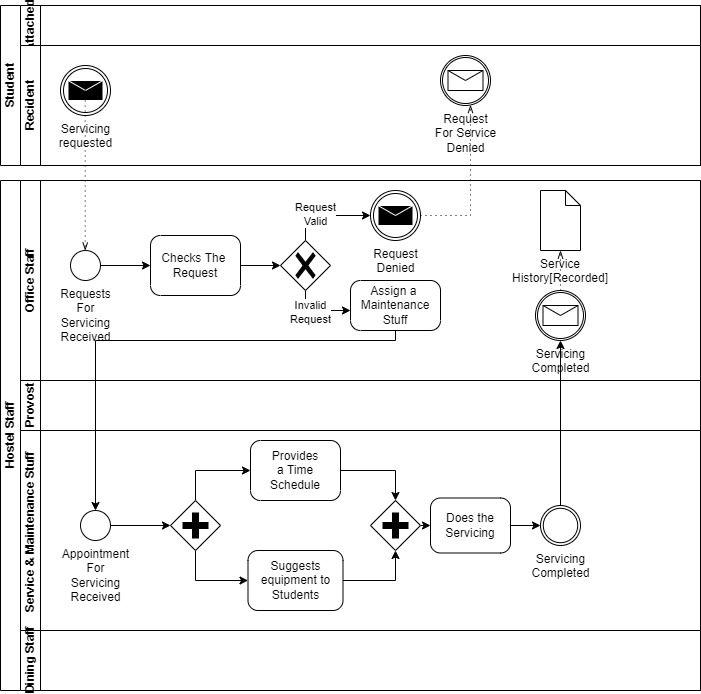 Student
ttached
Recident
Servicing
requested
Request
For Service
Denied
Hostel Staff
Office Staff
Requests
For
Servicing
Received
Checks The
Request
Request
Valid
Invalid
Request
Request
Denied
Assign a
Maintenance
Stuff
Service
History[Recorded]
Servicing
Completed
Provost
Service & Maintenance Stuff
Appointment
For
Servicing
Received
Provides
a Time
Schedule
Suggests
equipment to
Students
Does the
Servicing
Servicing
Completed
Dining Staff